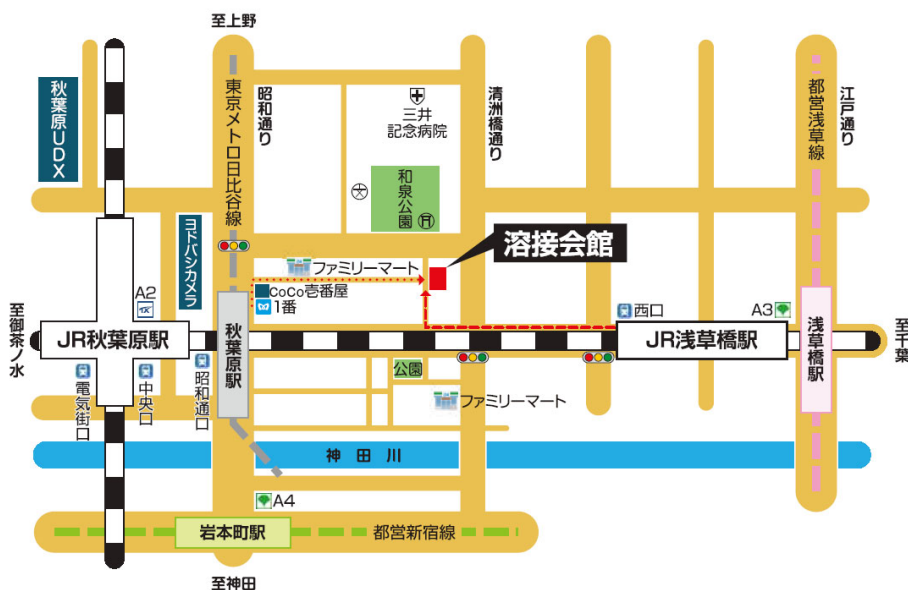 至上野
秋葉原UDX
東京メトロ日比谷線
昭和通り
三井
記念病院
清洲橋通り
都営浅草線
江戸通り
和泉公園
文
ヨドバシカメラ
溶接会館
ファミリーマート
CoCo壱番屋
1番
A2
TX
至御茶ノ水
JR秋葉原駅
秋葉原駅
西口
A3
JR浅草橋駅
浅草橋駅
至千葉
電気街口
中央口
昭和通口
公園
ファミリーマート
神田川
A4
岩本町駅
都営新宿線
至神田